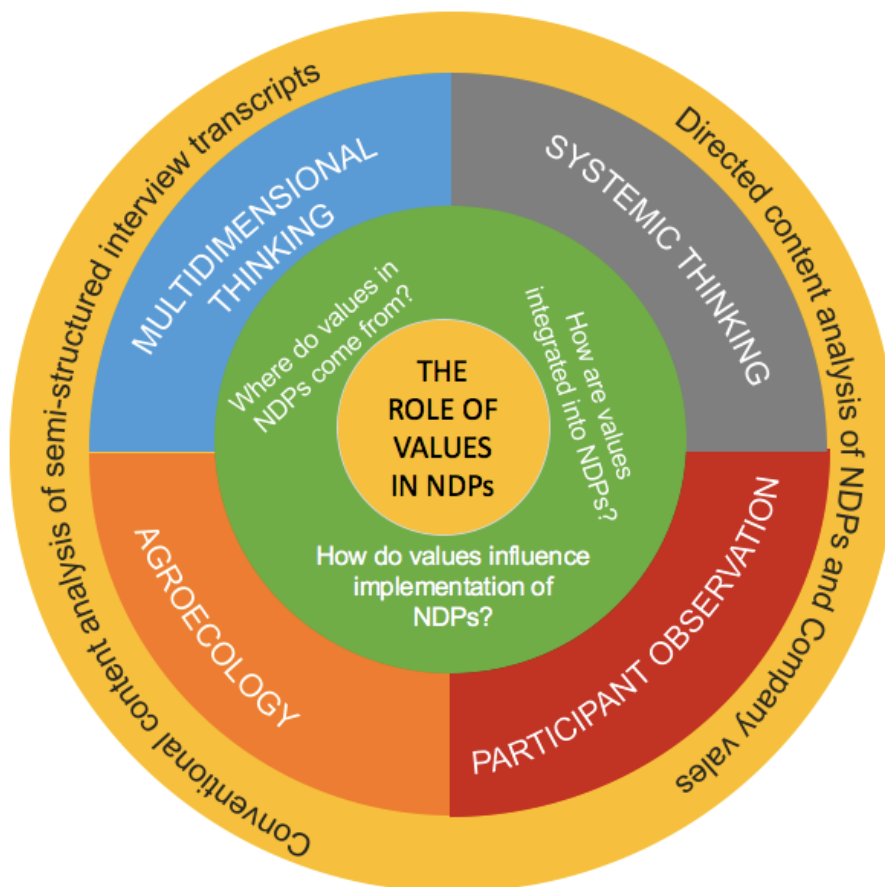 Conventional content analysis of semi-structured interview transcripts
Directed content analysis of NDPs and Company vales
MULTIDIMENSIONAL
THINKING
SYSTEMIC THINKING
AGROECOLOGY
PARTICIPANT OBSERVATION
Where do values in
NDPs come from?
How are values
integrated into NDPs?
How do values influence
implementation of
NDPs?
THE
ROLE OF
VALUES
IN NDPs